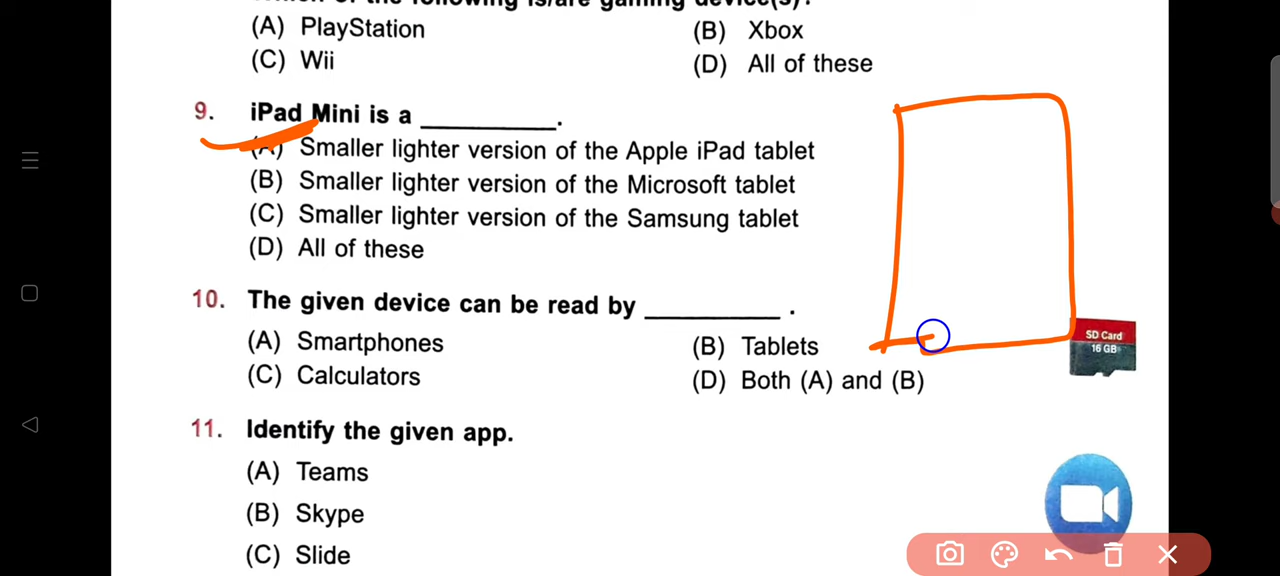 (A) PlayStation (B) Xbox
(C) Wii (D) All of these
9. iPad Mini is a ________.
(A) Smaller lighter version of the Apple iPad tablet
(B) Smaller lighter version of the Microsoft tablet
(C) Smaller lighter version of the Samsung tablet
(D) All of these
10. The given device can be read by ________ .
(A) Smartphones (B) Tablets
(C) Calculators (D) Both (A) and (B)
SD Card
16 GB
11. Identify the given app.
(A) Teams
(B) Skype
(C) Slide